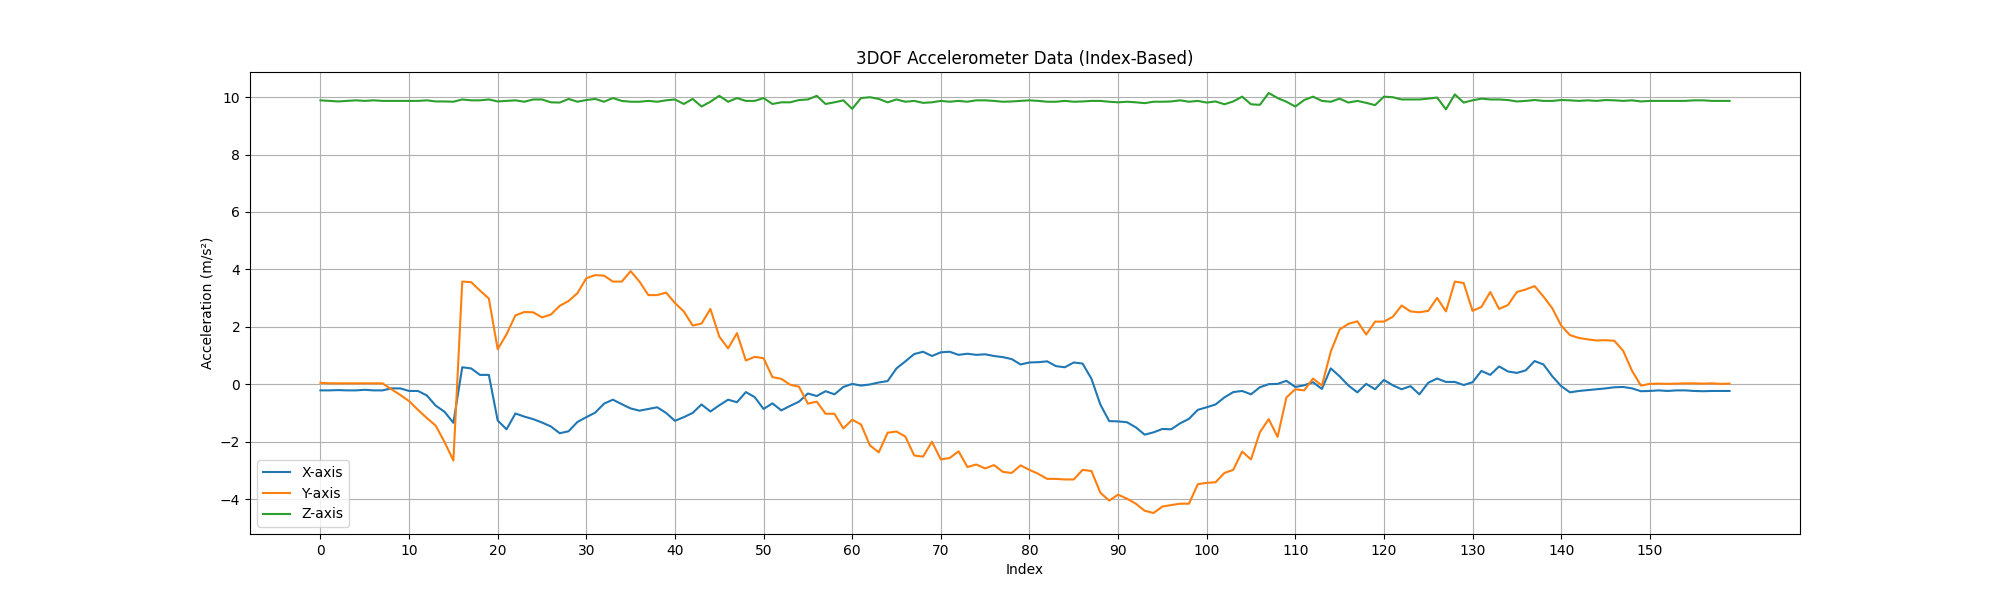 3DOF Accelerometer Data (Index-Based)
Acceleration (m/s²)
10
8
6
4
2
0
−2
−4
X-axis
Y-axis
Z-axis
0 10 20 30 40 50 60 70 80 90 100 110 120 130 140 150
Index